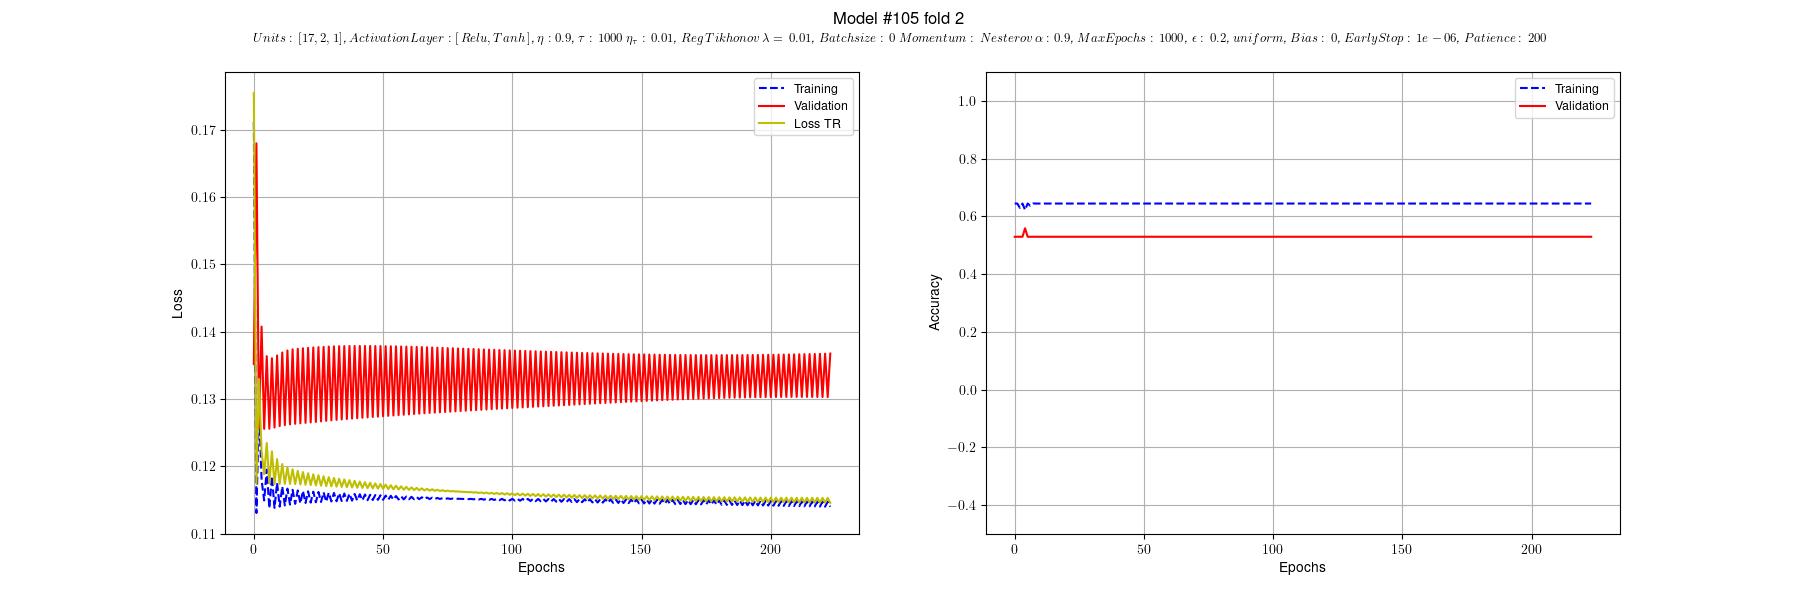 Model #105 fold 2
Units : [17, 2, 1], ActivationLayer : [ Relu, Tanh], η : 0.9, τ : 1000 ητ : 0.01, RegTikhonov λ = 0.01, Batchsize : 0 Momentum : Nesterov α : 0.9, MaxEpochs : 1000, ϵ : 0.2, uniform, Bias : 0, EarlyStop : 1e − 06, Patience : 200
Training
Validation
Loss TR
0.17
0.16
0.15
0.14
0.13
0.12
0.11
Loss
0
50
100
150
200
Epochs
Training
Validation
1.0
0.8
0.6
0.4
0.2
0.0
−0.2
−0.4
Accuracy
0
50
100
150
200
Epochs